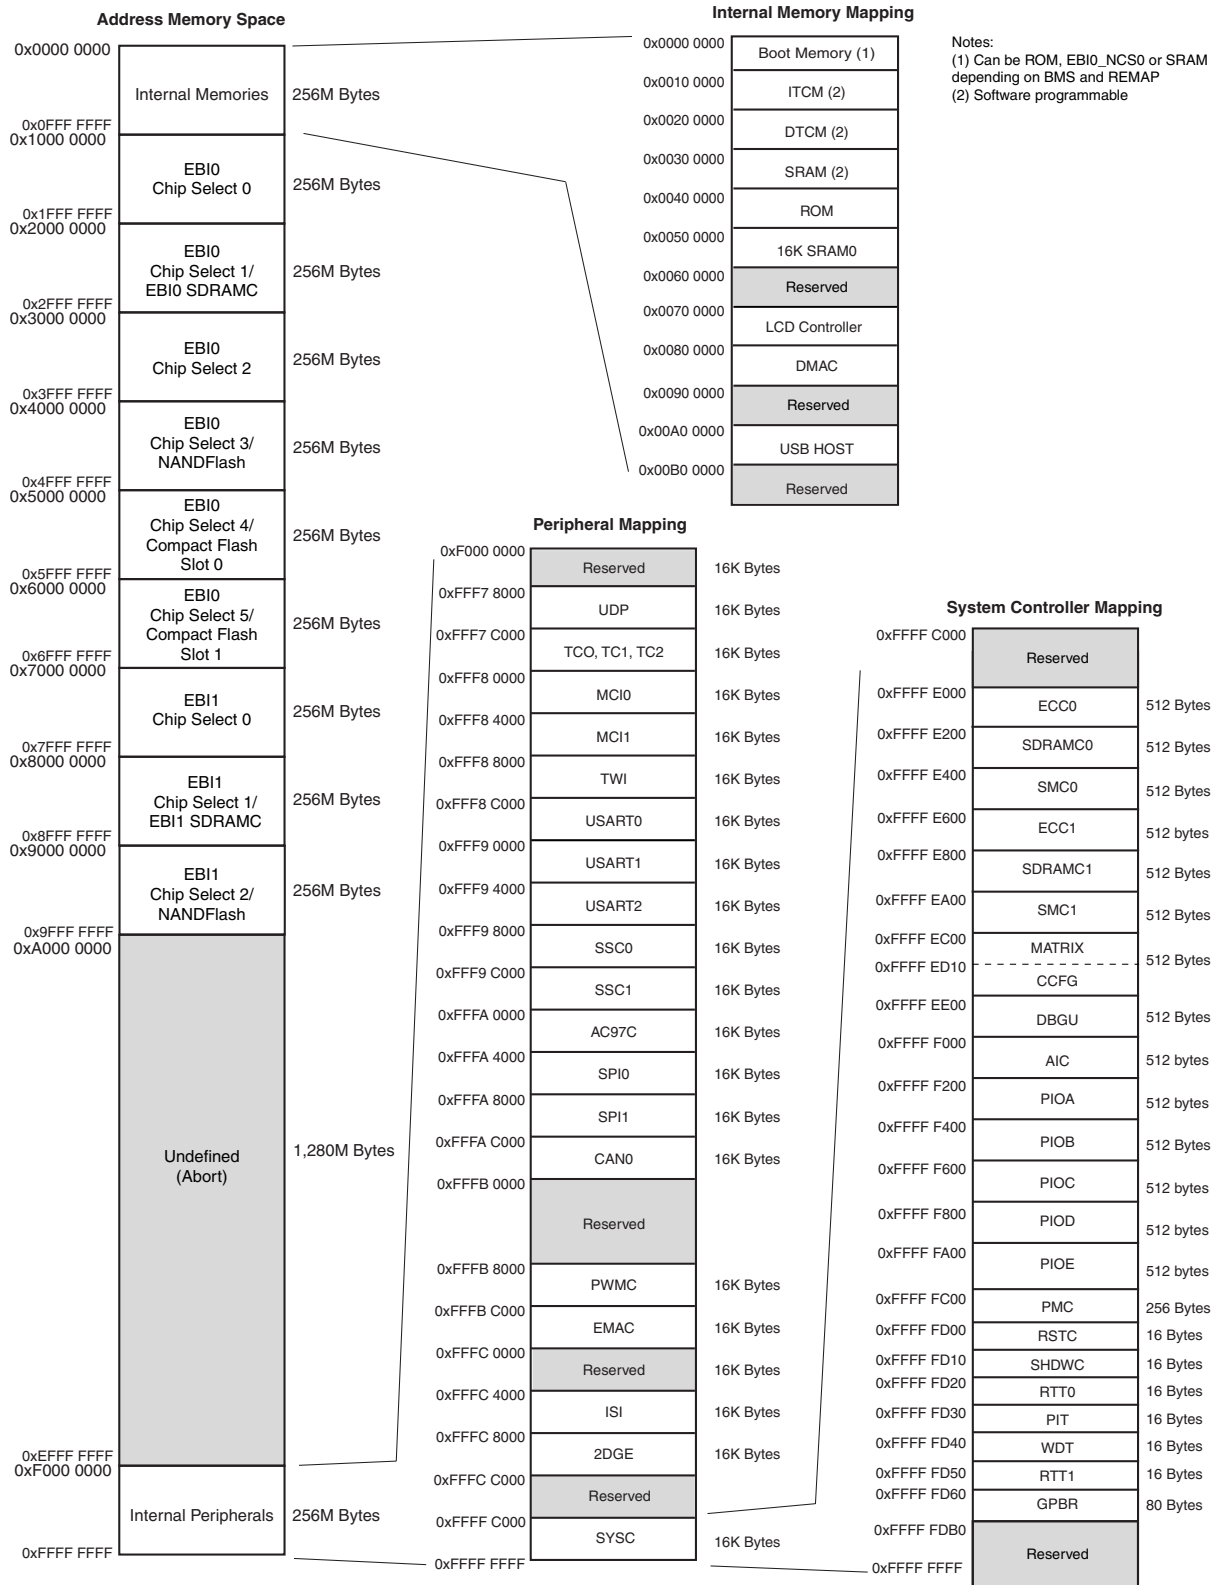 Address Memory Space
0x0000 0000
Internal Memories
256M Bytes
0x0FFF FFFF
0x1000 0000
EBI0
Chip Select 0
256M Bytes
0x1FFF FFFF
0x2000 0000
EBI0
Chip Select 1/
EBI0 SDRAMC
256M Bytes
0x2FFF FFFF
0x3000 0000
EBI0
Chip Select 2
256M Bytes
0x3FFF FFFF
0x4000 0000
EBI0
Chip Select 3/
NANDFlash
256M Bytes
0x4FFF FFFF
0x5000 0000
EBI0
Chip Select 4/
Compact Flash
Slot 0
256M Bytes
0x5FFF FFFF
0x6000 0000
EBI0
Chip Select 5/
Compact Flash
Slot 1
256M Bytes
0x6FFF FFFF
0x7000 0000
EBI1
Chip Select 0
256M Bytes
0x7FFF FFFF
0x8000 0000
EBI1
Chip Select 1/
EBI1 SDRAMC
256M Bytes
0x8FFF FFFF
0x9000 0000
EBI1
Chip Select 2/
NANDFlash
256M Bytes
0x9FFF FFFF
0xA000 0000
Undefined
(Abort)
1,280M Bytes
0xEFFF FFFF
0xF000 0000
Internal Peripherals
256M Bytes
0xFFFF FFFF
Internal Memory Mapping
0x0000 0000
Boot Memory (1)
0x0010 0000
ITCM (2)
0x0020 0000
DTCM (2)
0x0030 0000
SRAM (2)
0x0040 0000
ROM
0x0050 0000
16K SRAM0
0x0060 0000
Reserved
0x0070 0000
LCD Controller
0x0080 0000
DMAC
0x0090 0000
Reserved
0x00A0 0000
USB HOST
0x00B0 0000
Reserved
Notes:
(1) Can be ROM, EBI0_NCS0 or SRAM
depending on BMS and REMAP
(2) Software programmable
Peripheral Mapping
0xF000 0000
Reserved 16K Bytes
0xFFF7 8000
UDP 16K Bytes
0xFFF7 C000
TCO, TC1, TC2 16K Bytes
0xFFF8 0000
MCI0 16K Bytes
0xFFF8 4000
MCI1 16K Bytes
0xFFF8 8000
TWI 16K Bytes
0xFFF8 C000
USART0 16K Bytes
0xFFF9 0000
USART1 16K Bytes
0xFFF9 4000
USART2 16K Bytes
0xFFF9 8000
SSC0 16K Bytes
0xFFF9 C000
SSC1 16K Bytes
0xFFFA 0000
AC97C 16K Bytes
0xFFFA 4000
SPI0 16K Bytes
0xFFFA 8000
SPI1 16K Bytes
0xFFFA C000
CAN0 16K Bytes
0xFFFB 0000
Reserved
0xFFFB 8000
PWMC 16K Bytes
0xFFFB C000
EMAC 16K Bytes
0xFFFC 0000
Reserved 16K Bytes
0xFFFC 4000
ISI 16K Bytes
0xFFFC 8000
2DGE 16K Bytes
0xFFFC C000
Reserved
0xFFFF C000
SYSC 16K Bytes
0xFFFF FFFF
System Controller Mapping
0xFFFF C000
Reserved
0xFFFF E000
ECC0 512 Bytes
0xFFFF E200
SDRAMC0 512 Bytes
0xFFFF E400
SMC0 512 Bytes
0xFFFF E600
ECC1 512 bytes
0xFFFF E800
SDRAMC1 512 Bytes
0xFFFF EA00
SMC1 512 Bytes
0xFFFF EC00
MATRIX
512 Bytes
0xFFFF ED10
CCFG
0xFFFF EE00
DBGU 512 Bytes
0xFFFF F000
AIC 512 bytes
0xFFFF F200
PIOA 512 bytes
0xFFFF F400
PIOB 512 Bytes
0xFFFF F600
PIOC 512 bytes
0xFFFF F800
PIOD 512 bytes
0xFFFF FA00
PIOE 512 bytes
0xFFFF FC00
PMC 256 Bytes
0xFFFF FD00
RSTC 16 Bytes
0xFFFF FD10
SHDWC 16 Bytes
0xFFFF FD20
RTT0 16 Bytes
0xFFFF FD30
PIT 16 Bytes
0xFFFF FD40
WDT 16 Bytes
0xFFFF FD50
RTT1 16 Bytes
0xFFFF FD60
GPBR 80 Bytes
0xFFFF FDB0
Reserved
0xFFFF FFFF